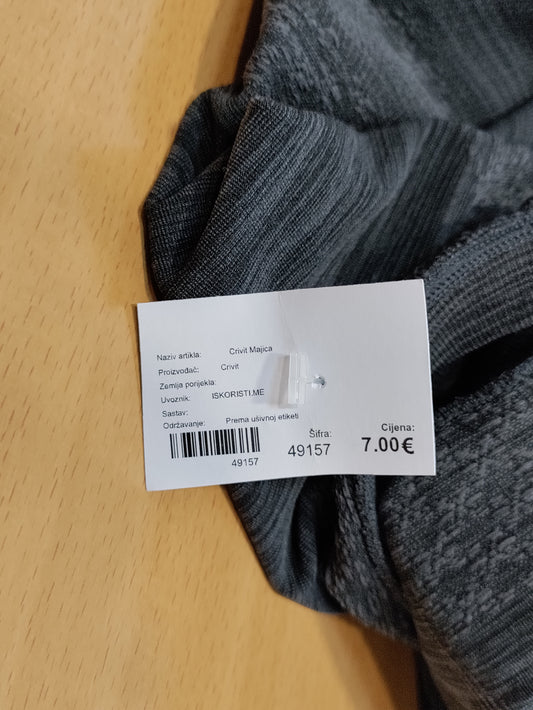 Naziv artikla: Crivit Majica
Proizvođač: Crivit
Zemlja porijekla:
Uvoznik: ISKORISTI.ME
Sastav:
Održavanje: Prema ušivnoj etiketi
49157
Šifra:
49157
Cijena:
7.00€